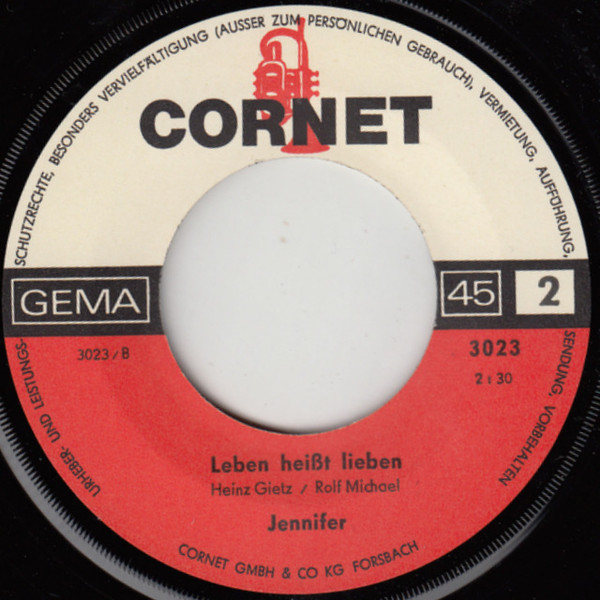 URHEBER- UND LEISTUNGS-SCHUTZRECHTE, BESONDERS VERVIELFÄLTIGUNG (AUSSER ZUM PERSÖNLICHEN GEBRAUCH), VERMIETUNG, AUFFÜHRUNG, SENDUNG, VORBEHALTEN
CORNET
GEMA 45 2
3023/B 3023
2:30
Leben heißt lieben
Heinz Gietz / Rolf Michael
Jennifer
CORNET GMBH & CO KG FORSBACH